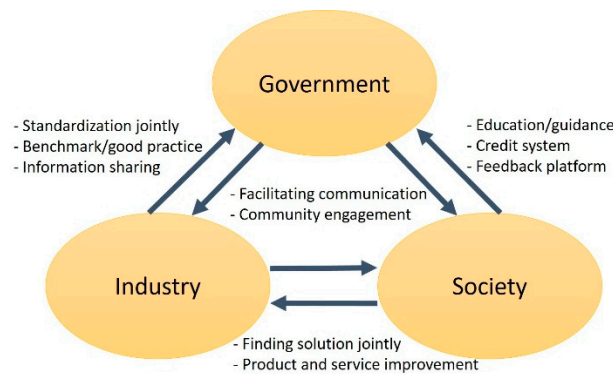 Government
- Standardization jointly
- Benchmark/good practice
- Information sharing
- Education/guidance
- Credit system
- Feedback platform
- Facilitating communication
- Community engagement
Industry
Society
- Finding solution jointly
- Product and service improvement